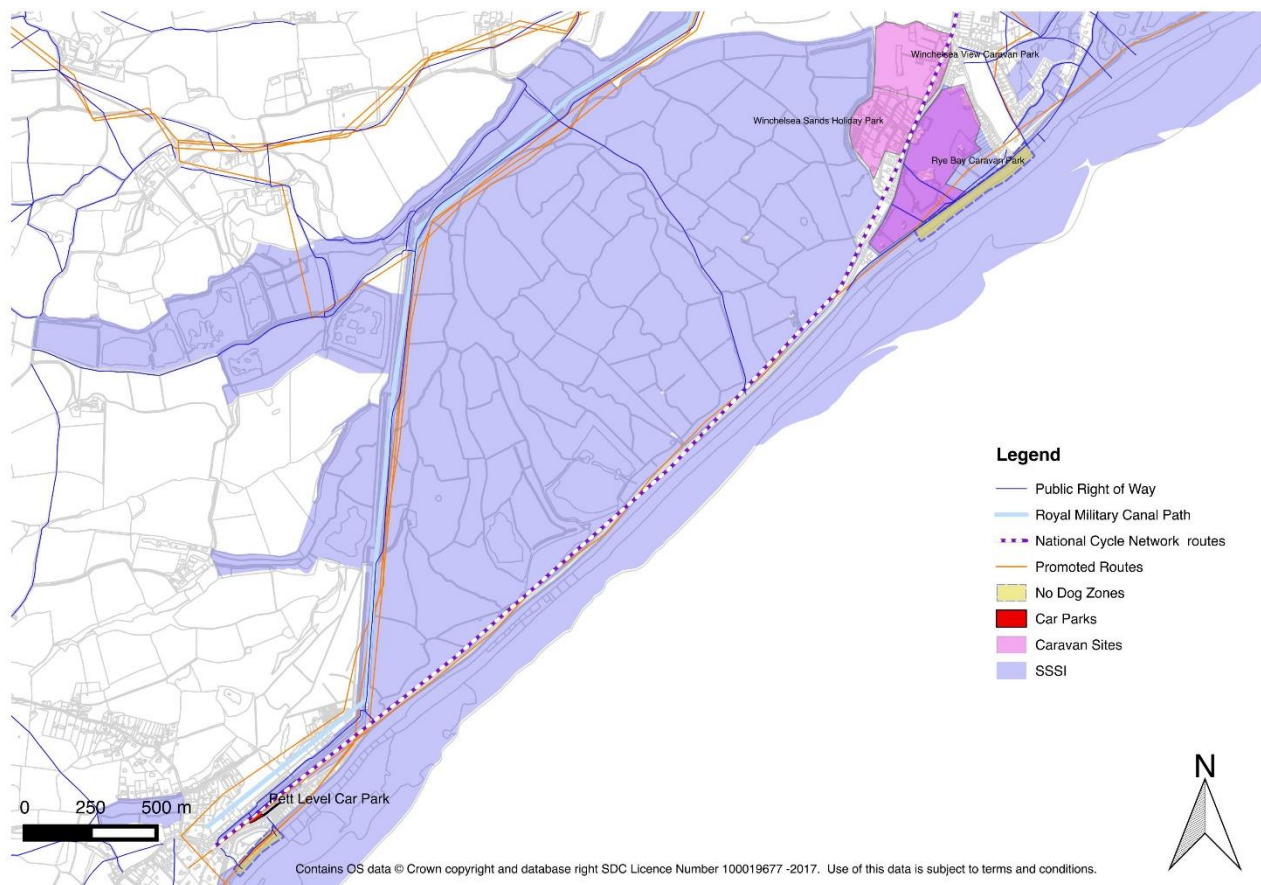 Winchelsea View Caravan Park
Winchelsea Sands Holiday Park
Rye Bay Caravan Park
Legend
Public Right of Way
Royal Military Canal Path
National Cycle Network routes
Promoted Routes
No Dog Zones
Car Parks
Caravan Sites
SSSI
N
Pett Level Car Park
0 250 500 m
Contains OS data © Crown copyright and database right SDC Licence Number 100019677 -2017. Use of this data is subject to terms and conditions.